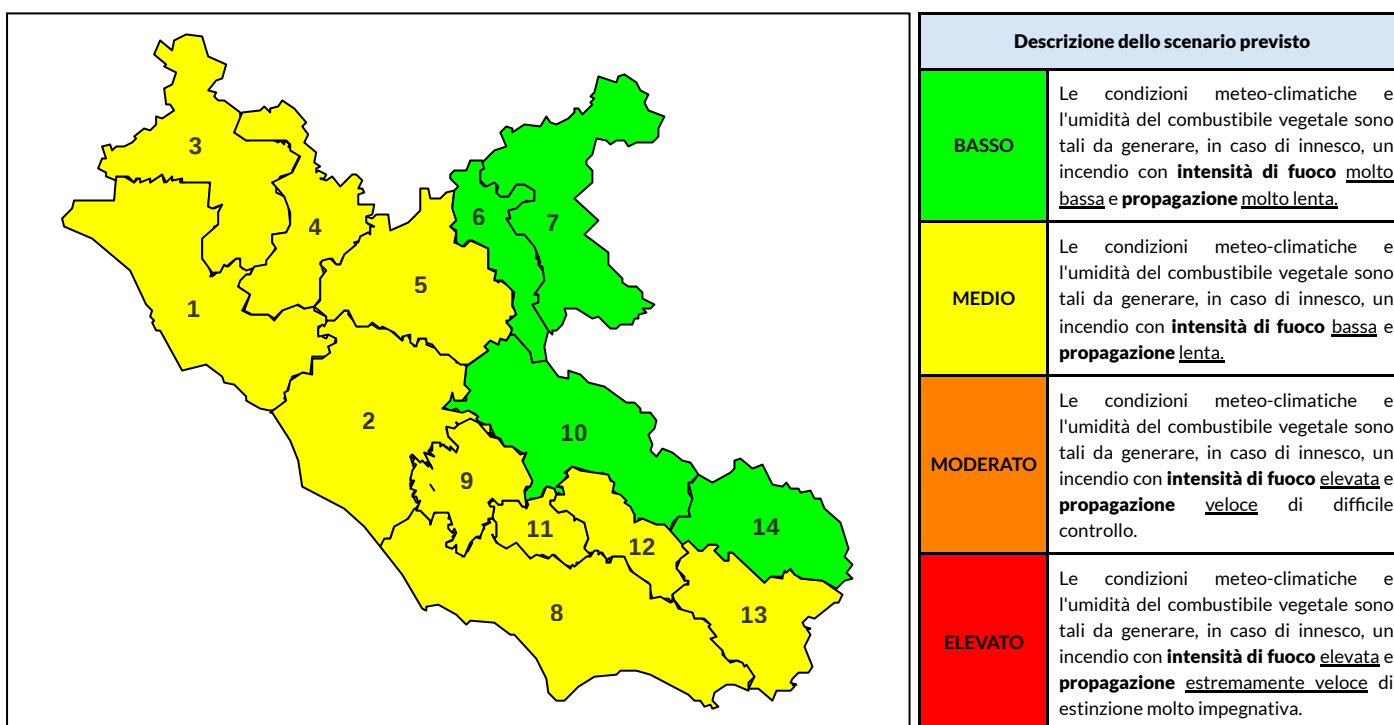 3
4
6
7
5
1
2
10
9
11
12
14
8
13
Descrizione dello scenario previsto
BASSO
Le condizioni meteo-climatiche e
l'umidità del combustibile vegetale sono
tali da generare, in caso di innesco, un
incendio con intensità di fuoco molto
bassa e propagazione molto lenta.
MEDIO
Le condizioni meteo-climatiche e
l'umidità del combustibile vegetale sono
tali da generare, in caso di innesco, un
incendio con intensità di fuoco bassa e
propagazione lenta.
MODERATO
Le condizioni meteo-climatiche e
l'umidità del combustibile vegetale sono
tali da generare, in caso di innesco, un
incendio con intensità di fuoco elevata e
propagazione veloce di difficile
controllo.
ELEVATO
Le condizioni meteo-climatiche e
l'umidità del combustibile vegetale sono
tali da generare, in caso di innesco, un
incendio con intensità di fuoco elevata e
propagazione estremamente veloce di
estinzione molto impegnativa.